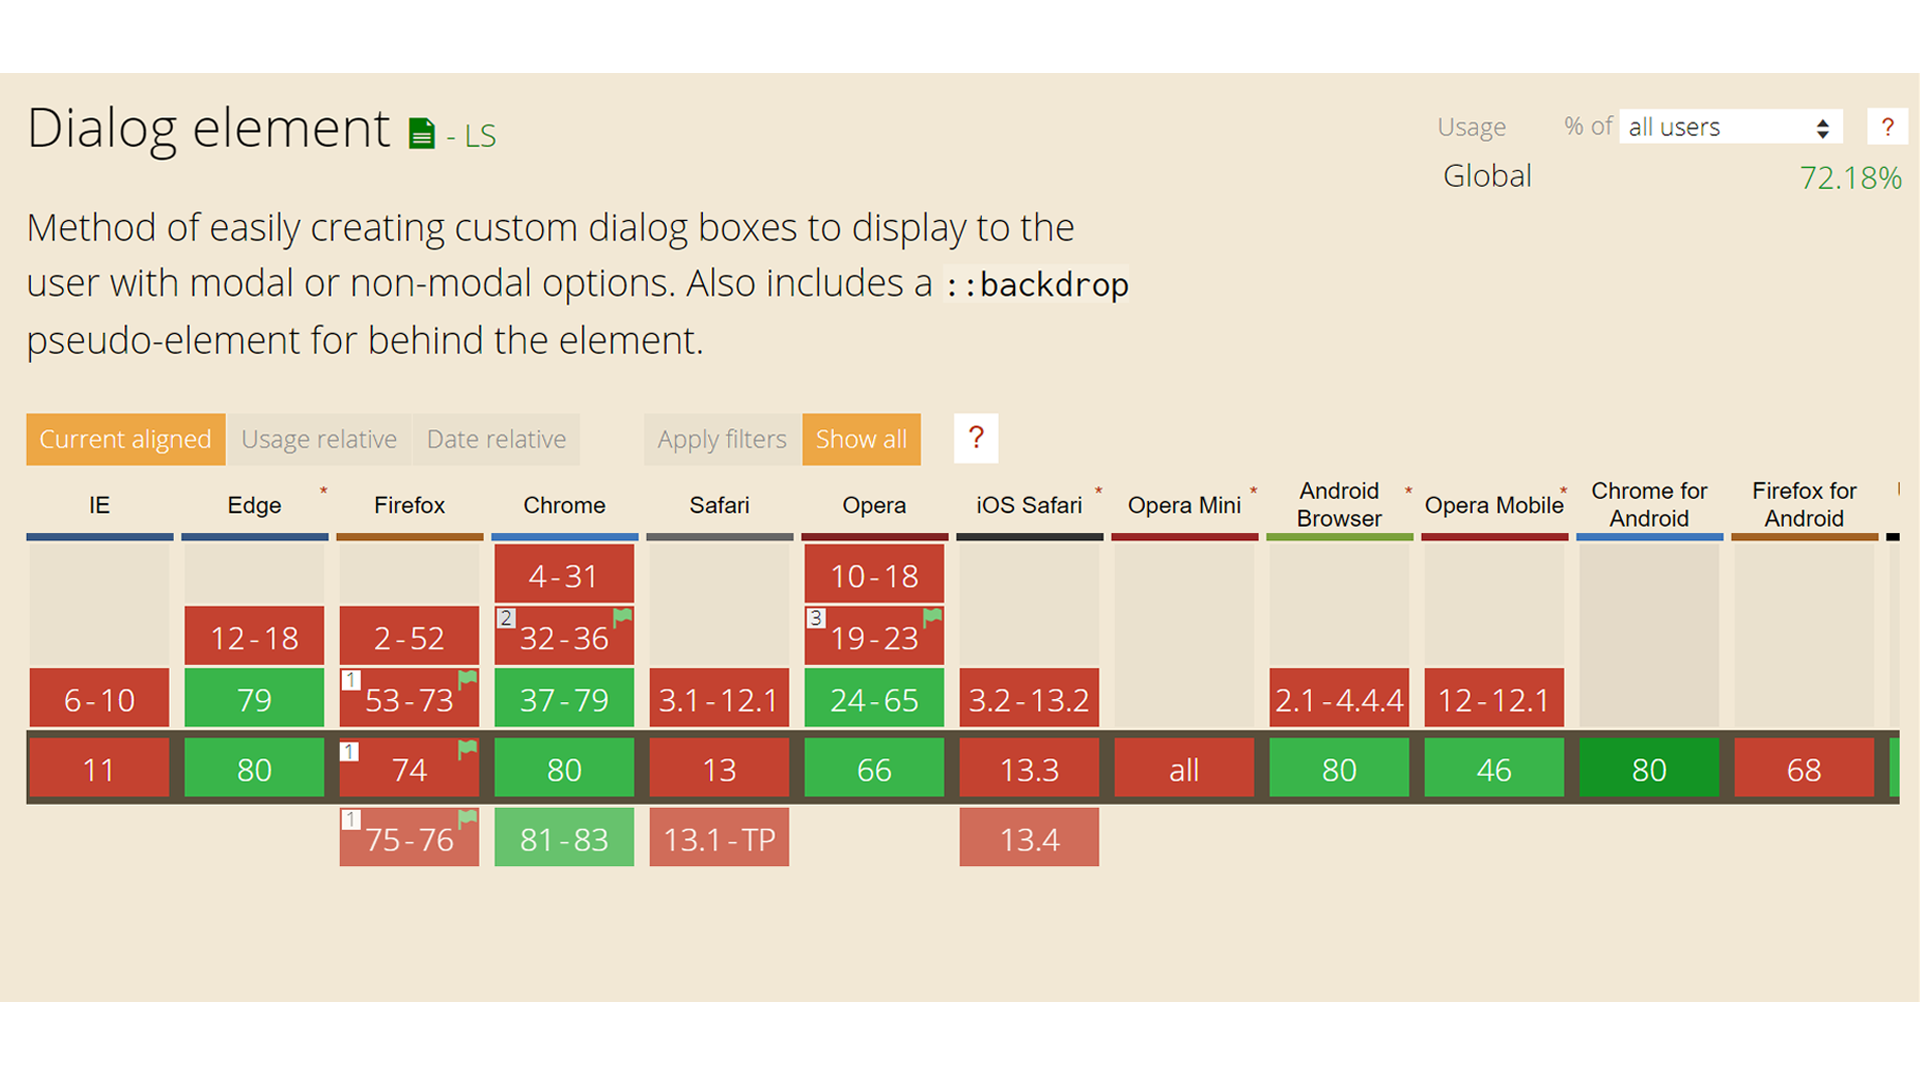 Dialog element - LS
Usage % of all users ?
Global 72.18%
Method of easily creating custom dialog boxes to display to the
user with modal or non-modal options. Also includes a ::backdrop
pseudo-element for behind the element.
Current aligned Usage relative Date relative Apply filters Show all ?
IE Edge * Firefox Chrome Safari Opera iOS Safari * Opera Mini * Android Browser * Opera Mobile * Chrome for Android Firefox for Android
4-31 10-18
12-18 2-52 2 32-36 3 19-23
6-10 79 1 53-73 37-79 3.1-12.1 24-65 3.2-13.2 2.1-4.4.4 12-12.1
11 80 1 74 80 13 66 13.3 all 80 46 80 68
1 75-76 81-83 13.1-TP 13.4